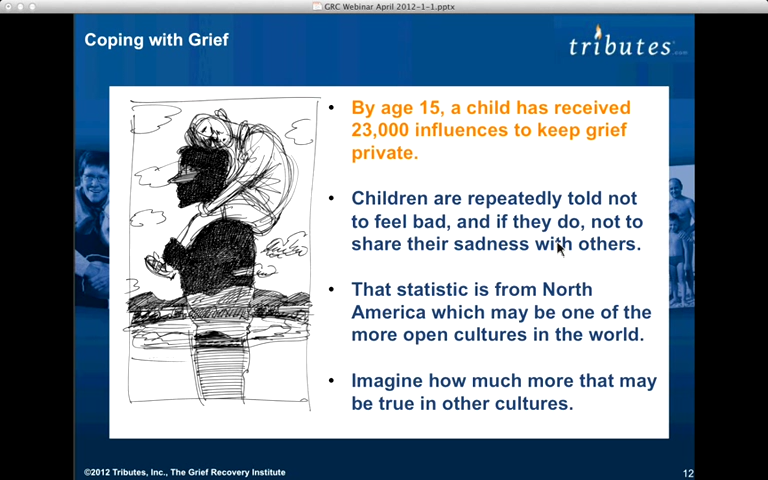 GRC Webinar April 2012-1-1.pptx
Coping with Grief
tributes
.com
• By age 15, a child has received
23,000 influences to keep grief
private.
• Children are repeatedly told not
to feel bad, and if they do, not to
share their sadness with others.
• That statistic is from North
America which may be one of the
more open cultures in the world.
• Imagine how much more that may
be true in other cultures.
©2012 Tributes, Inc., The Grief Recovery Institute
12